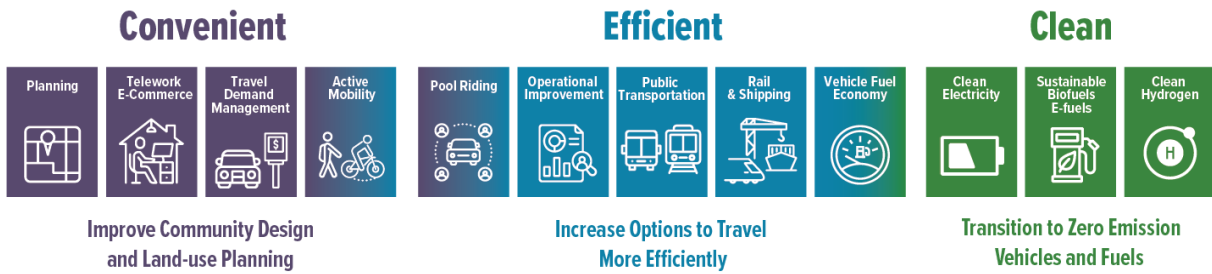 Convenient
Planning
Telework
E-Commerce
Travel
Demand
Management
$
Active
Mobility
Improve Community Design
and Land-use Planning
Efficient
Pool Riding
Operational
Improvement
Public
Transportation
Rail
& Shipping
Vehicle Fuel
Economy
Increase Options to Travel
More Efficiently
Clean
Clean
Electricity
Sustainable
Biofuels
E-fuels
Clean
Hydrogen
H
Transition to Zero Emission
Vehicles and Fuels